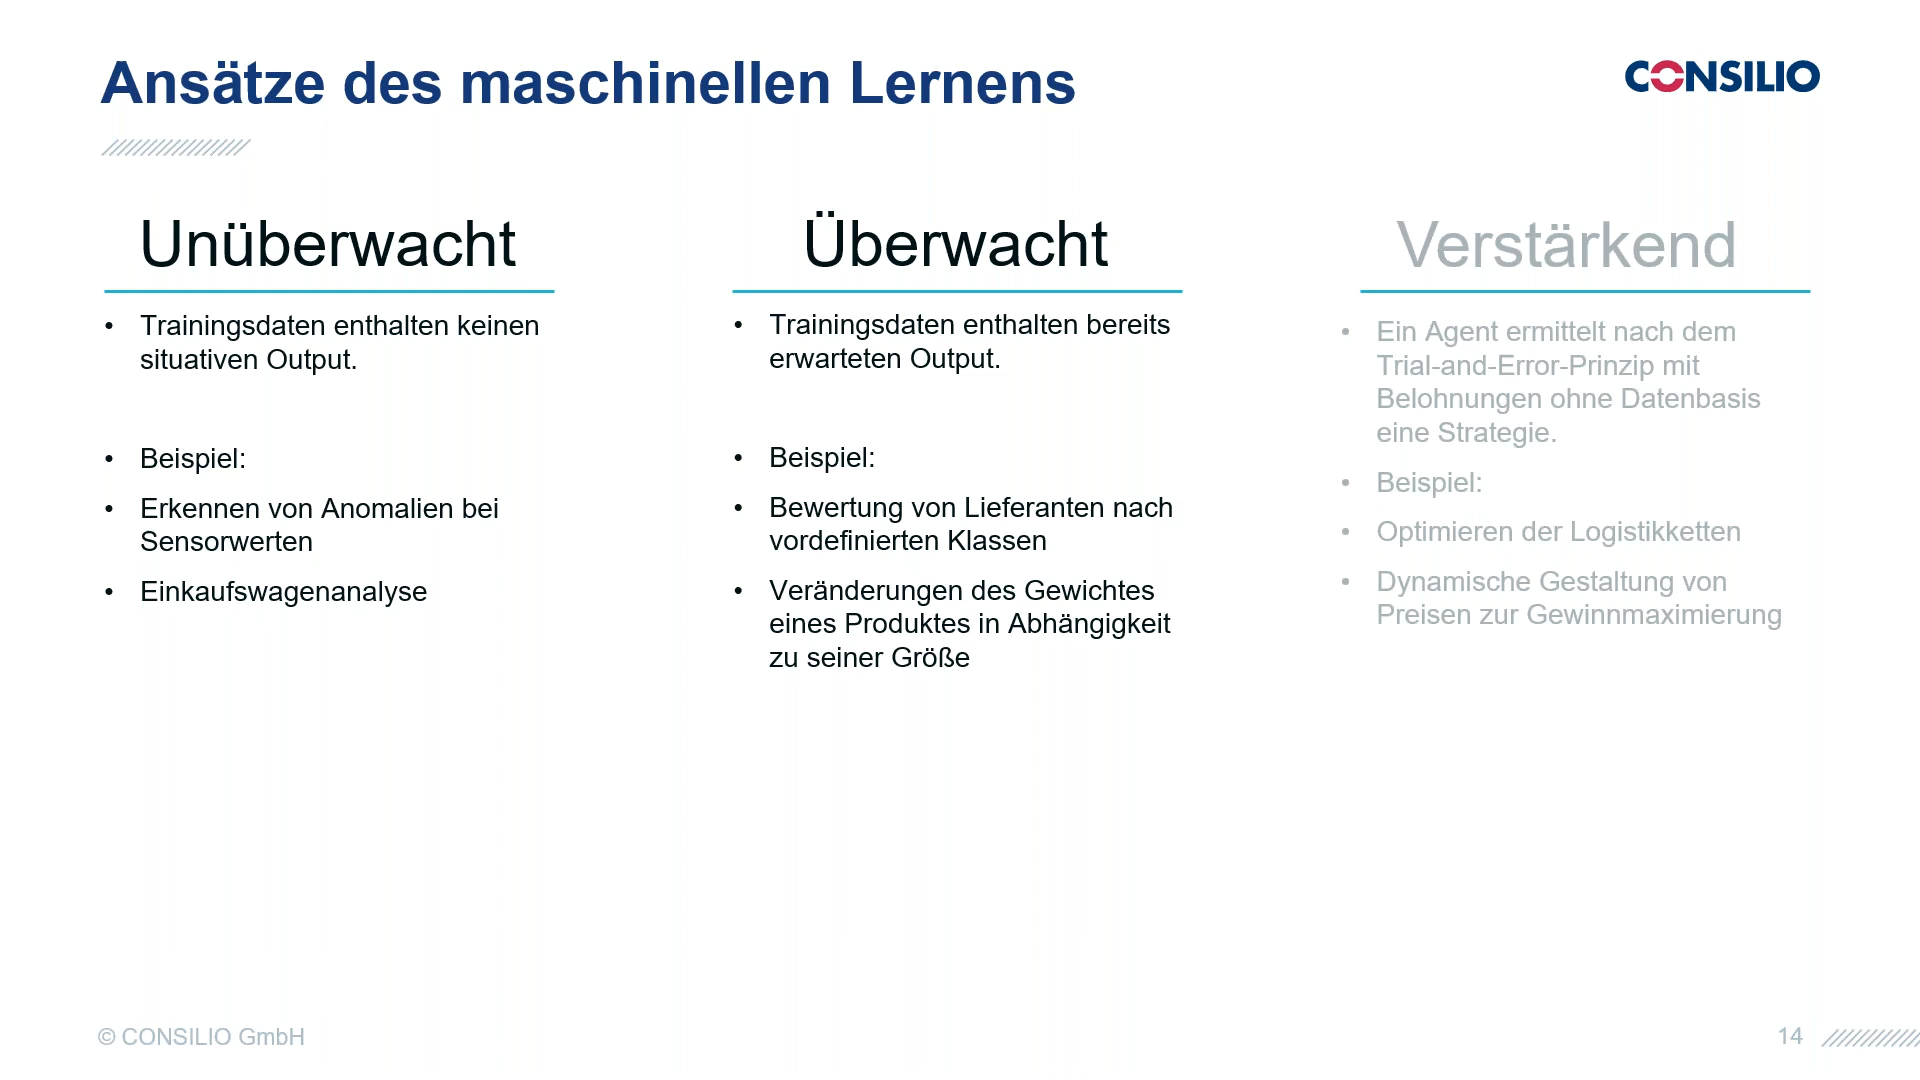 Ansätze des maschinellen Lernens
CONSILIO
Unüberwacht
• Trainingsdaten enthalten keinen
situativen Output.
• Beispiel:
• Erkennen von Anomalien bei
Sensorwerten
• Einkaufswagenanalyse
Überwacht
• Trainingsdaten enthalten bereits
erwarteten Output.
• Beispiel:
• Bewertung von Lieferanten nach
vordefinierten Klassen
• Veränderungen des Gewichtes
eines Produktes in Abhängigkeit
zu seiner Größe
Verstärkend
• Ein Agent ermittelt nach dem
Trial-and-Error-Prinzip mit
Belohnungen ohne Datenbasis
eine Strategie.
• Beispiel:
• Optimieren der Logistikketten
• Dynamische Gestaltung von
Preisen zur Gewinnmaximierung
© CONSILIO GmbH
14